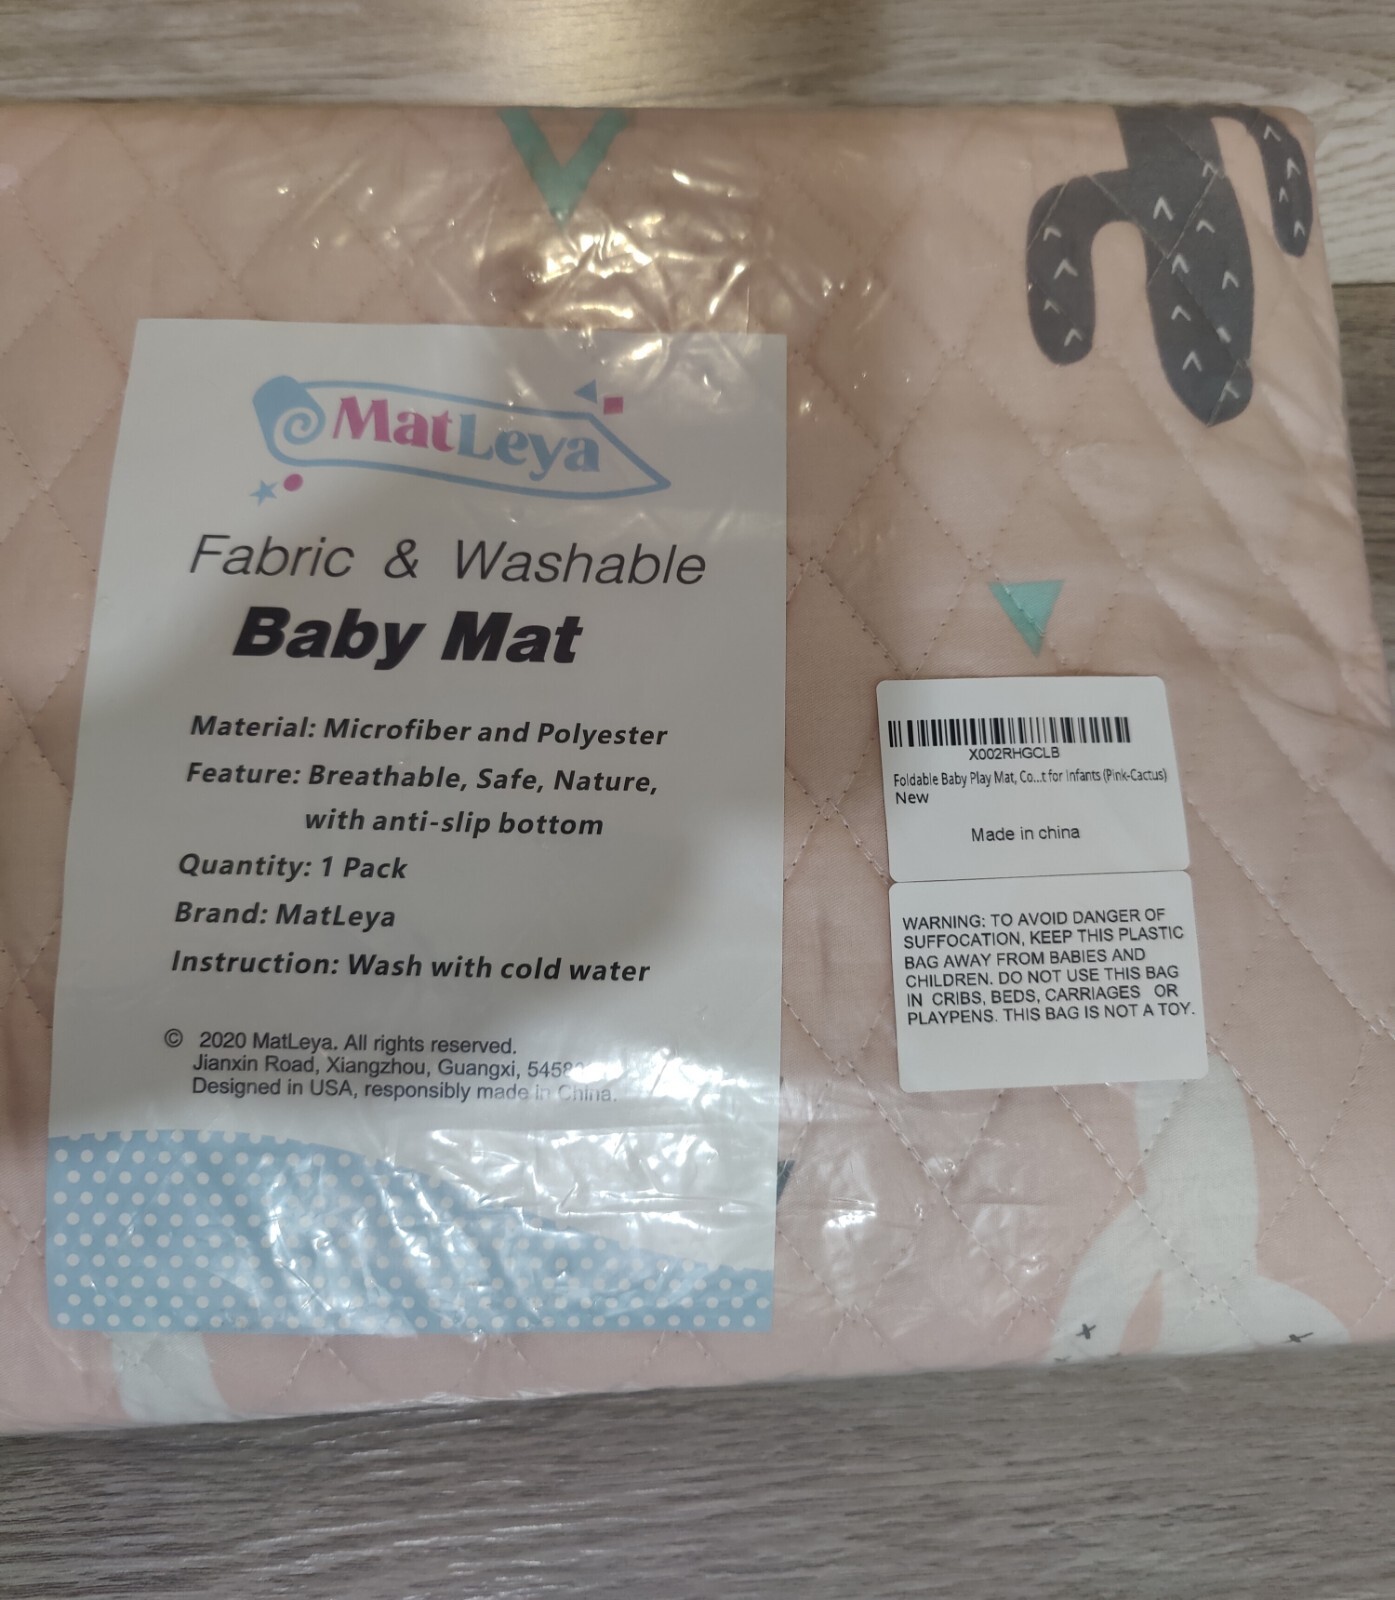 MatLeya
Fabric & Washable
Baby Mat
Material: Microfiber and Polyester
Feature: Breathable, Safe, Nature,
with anti-slip bottom
Quantity: 1 Pack
Brand: MatLeya
Instruction: Wash with cold water
© 2020 MatLeya. All rights reserved.
Jianxin Road, Xiangzhou, Guangxi,
Designed in USA, responsibly made in China.
X002RHGCLB
Foldable Baby Play Mat, Co...t for Infants (Pink-Cactus)
New
Made in china
WARNING: TO AVOID DANGER OF
SUFFOCATION, KEEP THIS PLASTIC
BAG AWAY FROM BABIES AND
CHILDREN. DO NOT USE THIS BAG
IN CRIBS, BEDS, CARRIAGES OR
PLAYPENS. THIS BAG IS NOT A TOY.